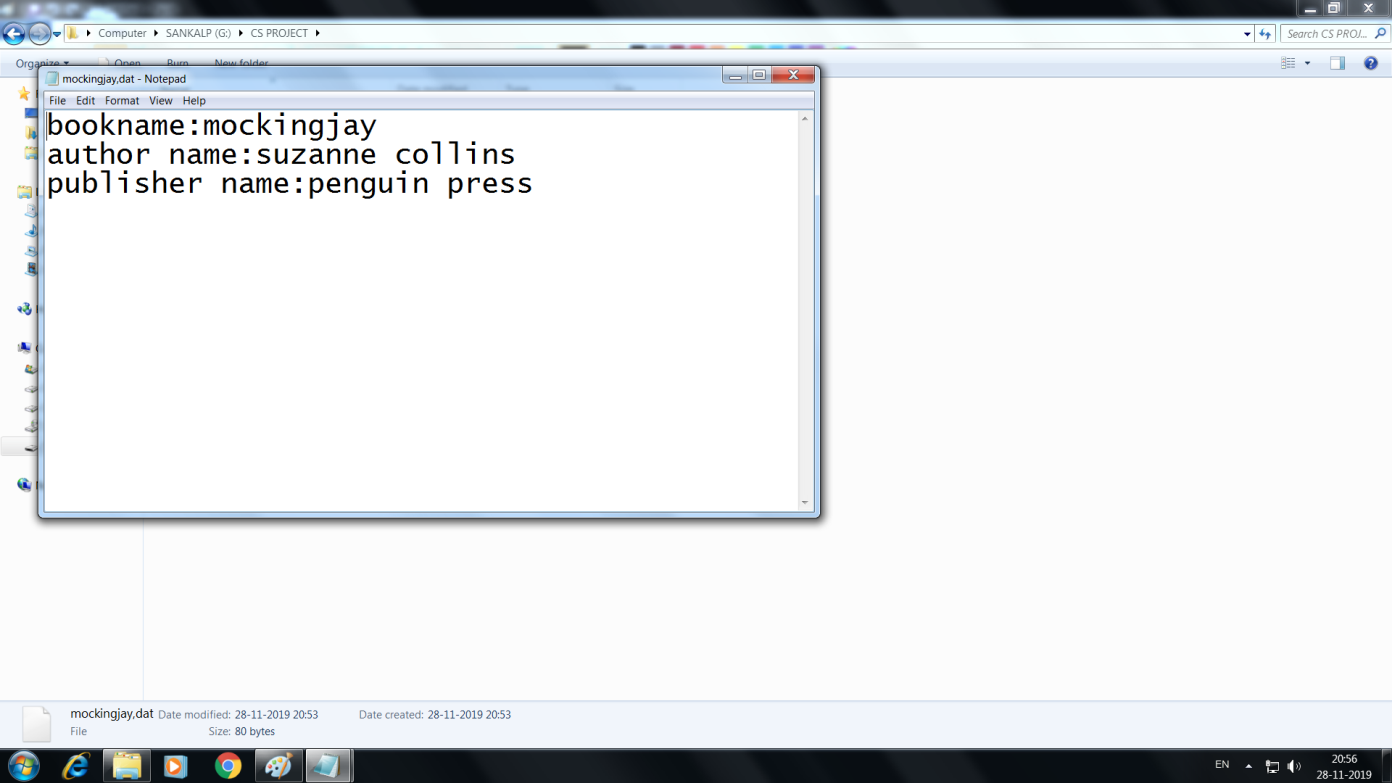 Computer SANKALP (G:) CS PROJECT
Search CS PROJ...
Organize Open Burn New folder
mockingjay,dat - Notepad
File Edit Format View Help
bookname:mockingjay
author name:suzanne collins
publisher name:penguin press
mockingjay,dat Date modified: 28-11-2019 20:53 Date created: 28-11-2019 20:53
File Size: 80 bytes
EN
20:56
28-11-2019